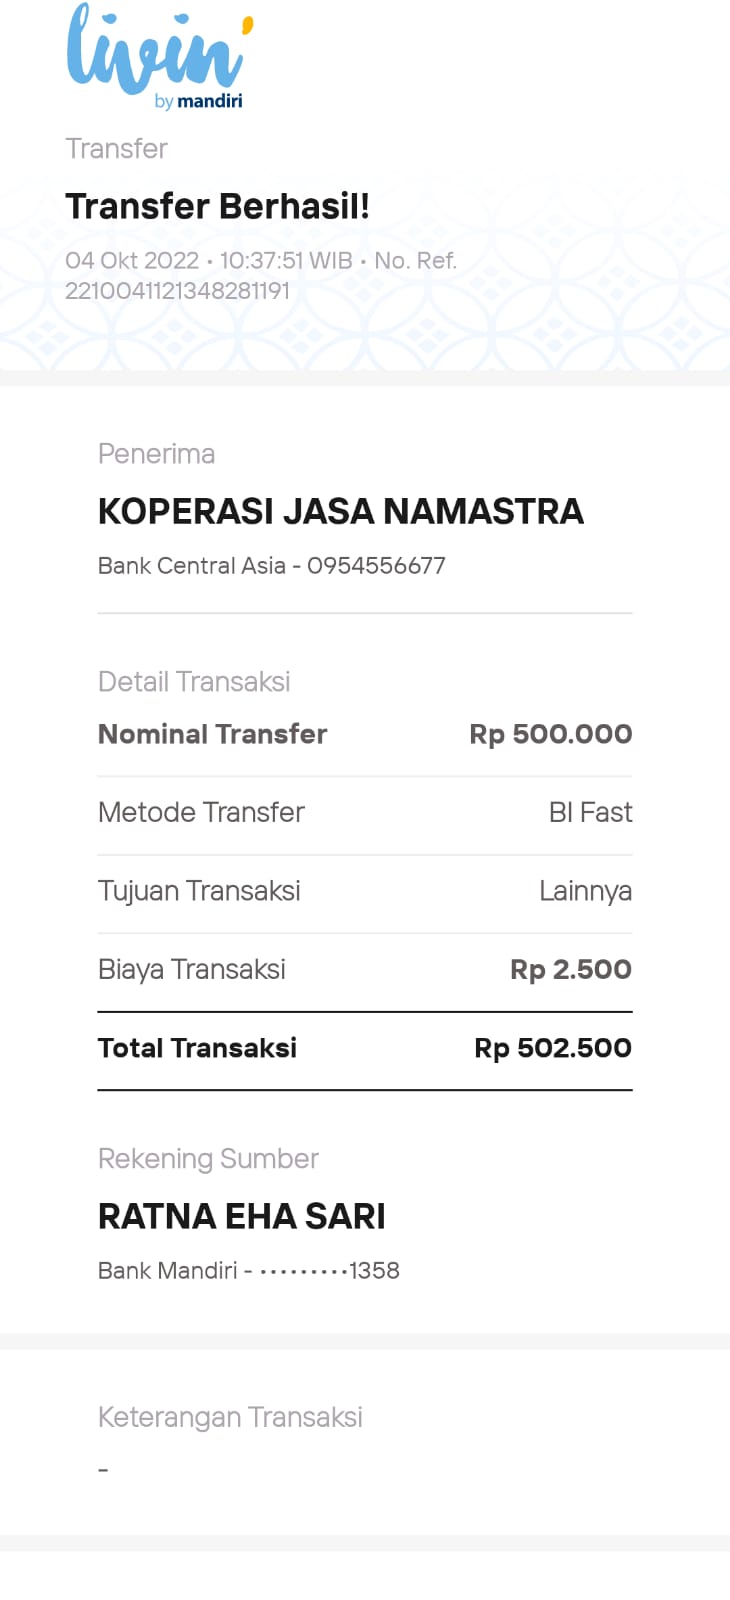 livin'
by mandiri
Transfer
Transfer Berhasil!
04 Okt 2022 • 10:37:51 WIB • No. Ref.
2210041121348281191
Penerima
KOPERASI JASA NAMASTRA
Bank Central Asia - 0954556677
Detail Transaksi
Nominal Transfer Rp 500.000
Metode Transfer BI Fast
Tujuan Transaksi Lainnya
Biaya Transaksi Rp 2.500
Total Transaksi Rp 502.500
Rekening Sumber
RATNA EHA SARI
Bank Mandiri - •••••••••1358
Keterangan Transaksi
-